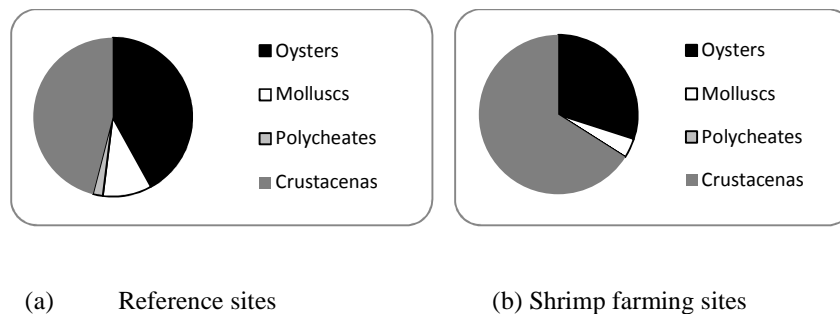 Oysters
Molluscs
Polycheates
Crustacenas
Oysters
Molluscs
Polycheates
Crustacenas
(a) Reference sites
(b) Shrimp farming sites